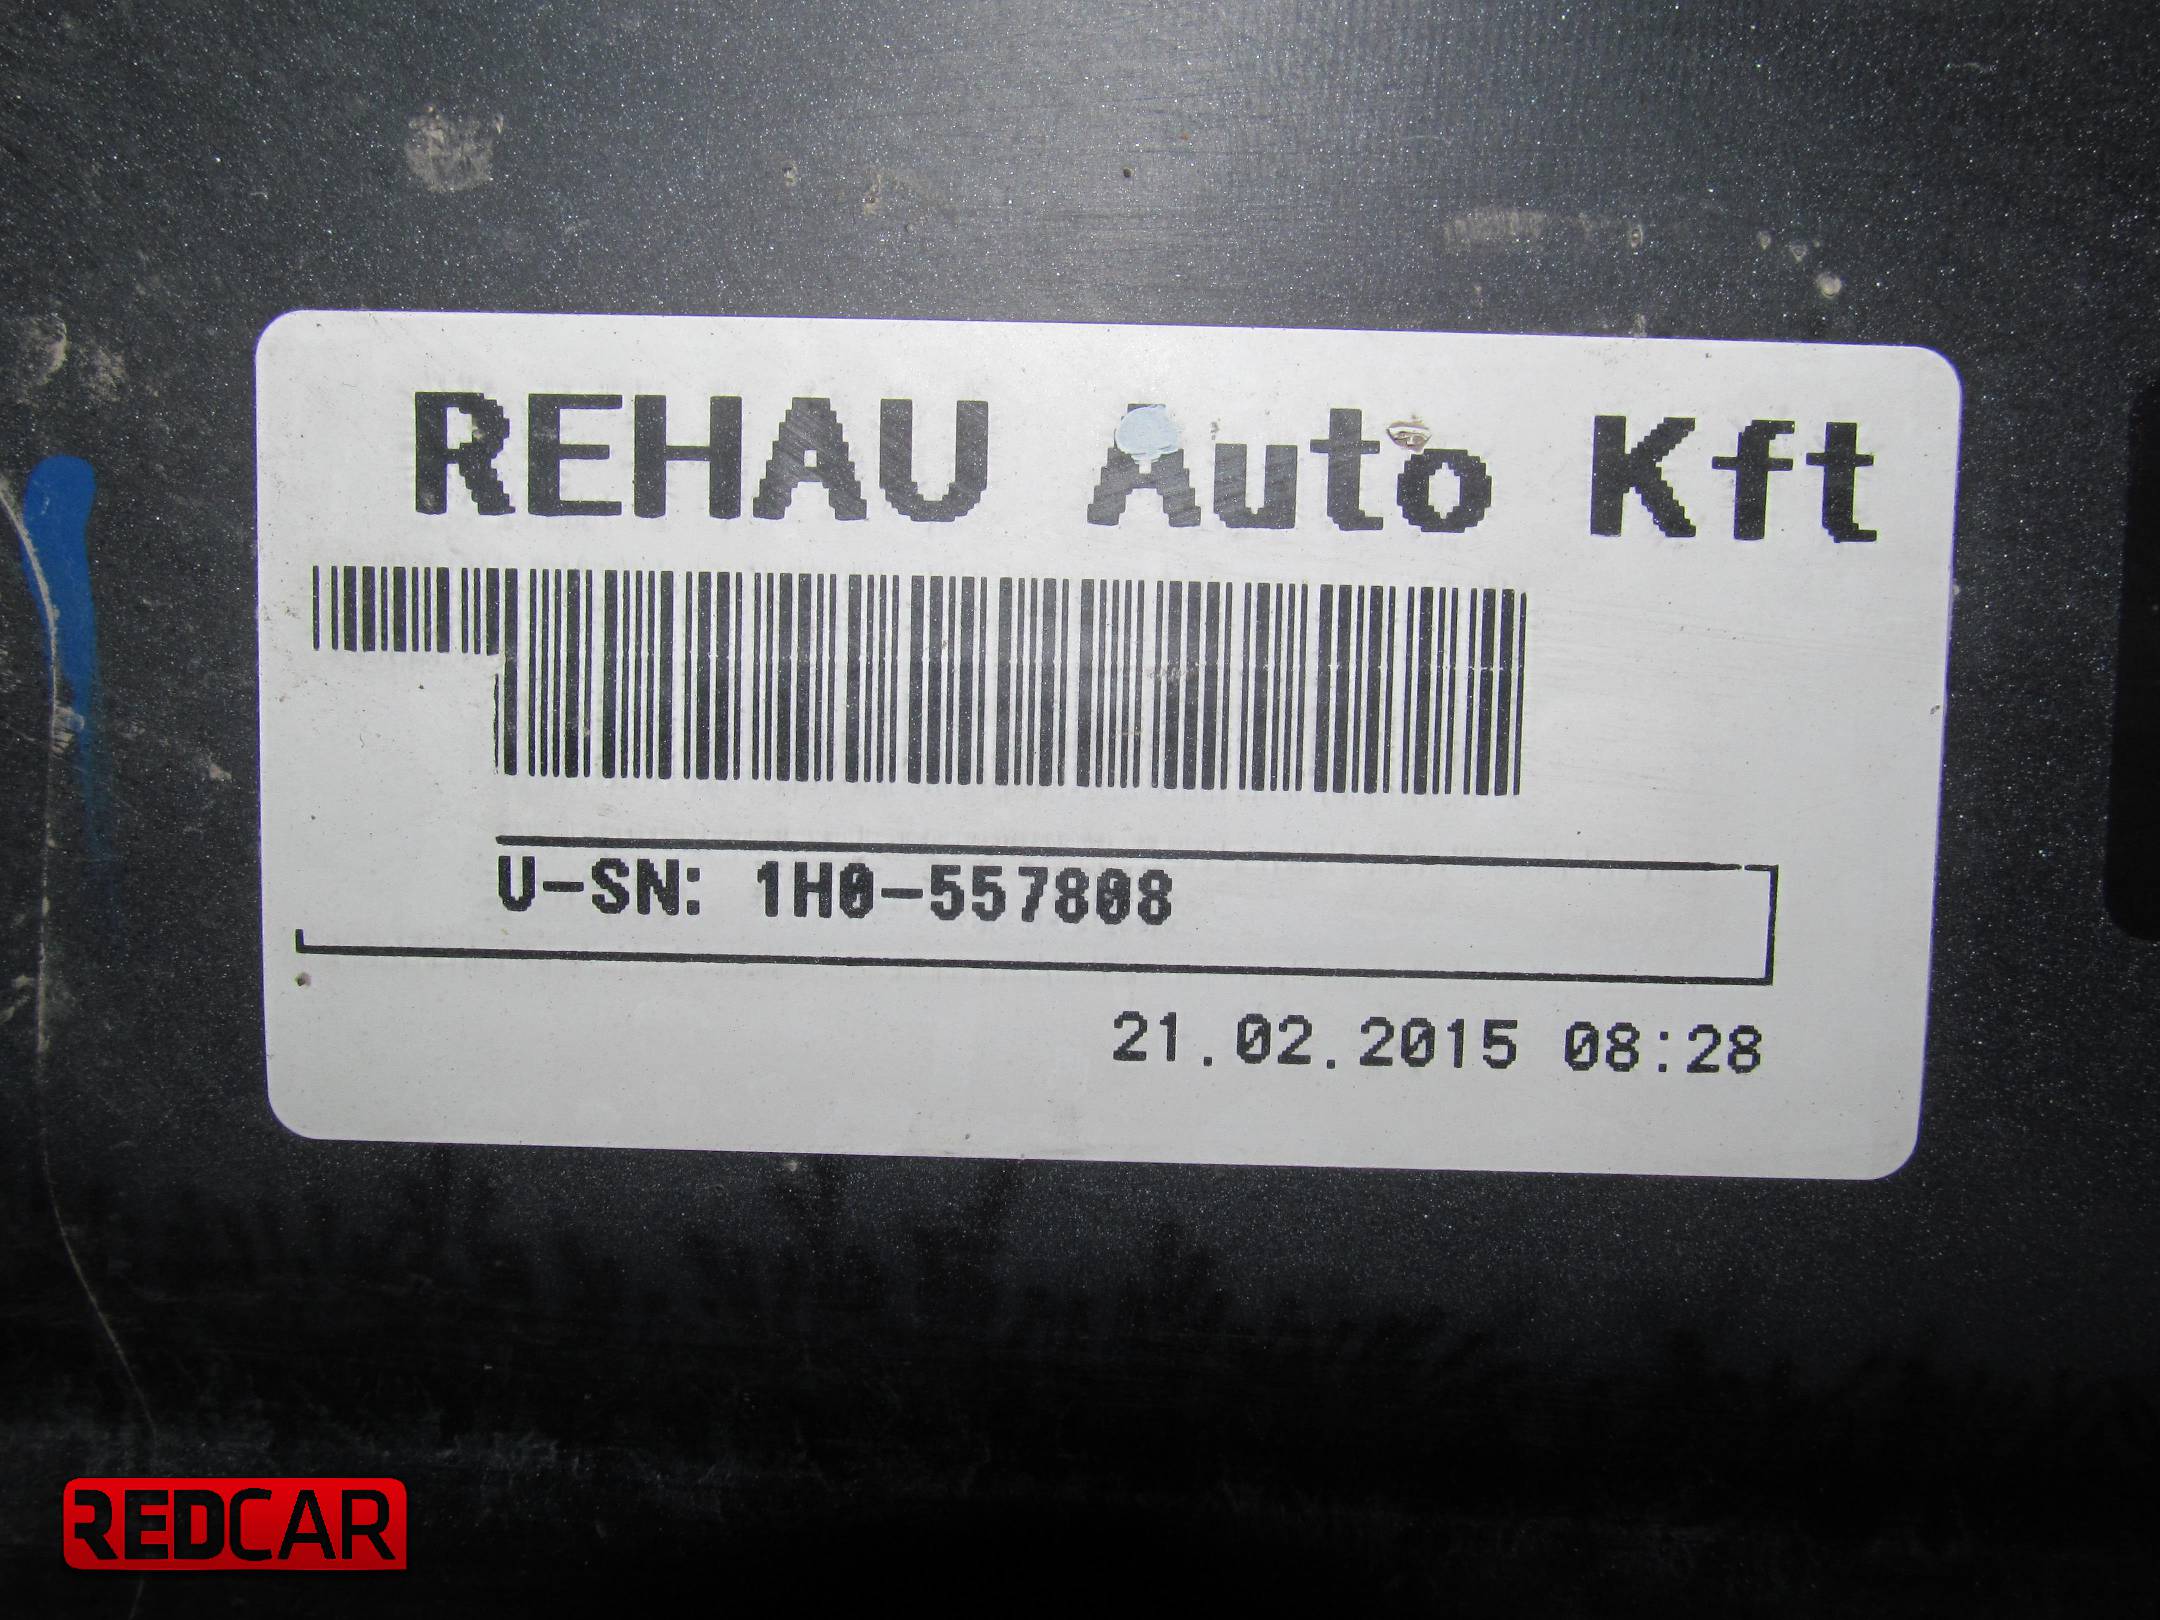 REHAU Auto Kft
U-SN: 1H0-557808
21.02.2015 08:28
REDCAR